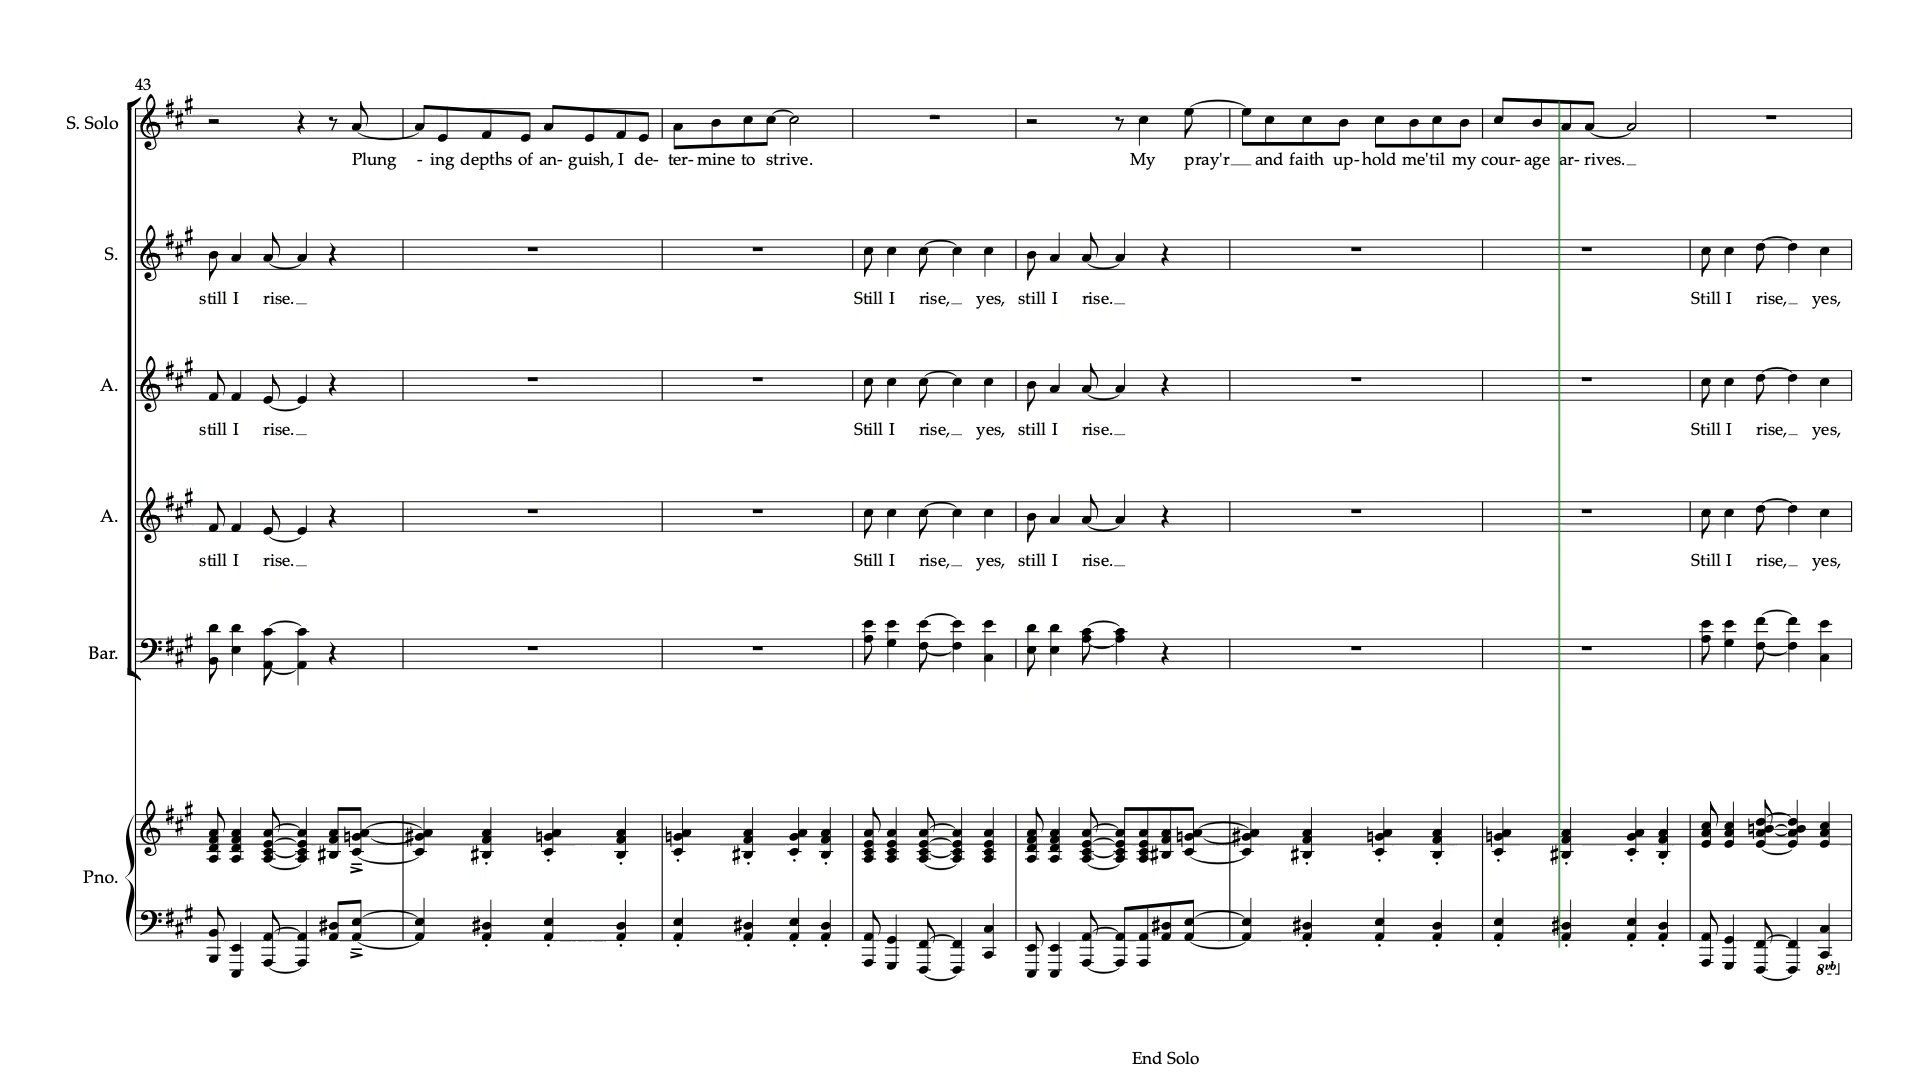 43
S. Solo
Plung - ing depths of an- guish, I de- ter- mine to strive. My pray'r__ and faith up- hold me 'til my cour- age ar- rives._
S.
still I rise._ Still I rise,_ yes, still I rise._ Still I rise,_ yes,
A.
still I rise._ Still I rise,_ yes, still I rise._ Still I rise,_ yes,
A.
still I rise._ Still I rise,_ yes, still I rise._ Still I rise,_ yes,
Bar.
Pno.
8vb
End Solo